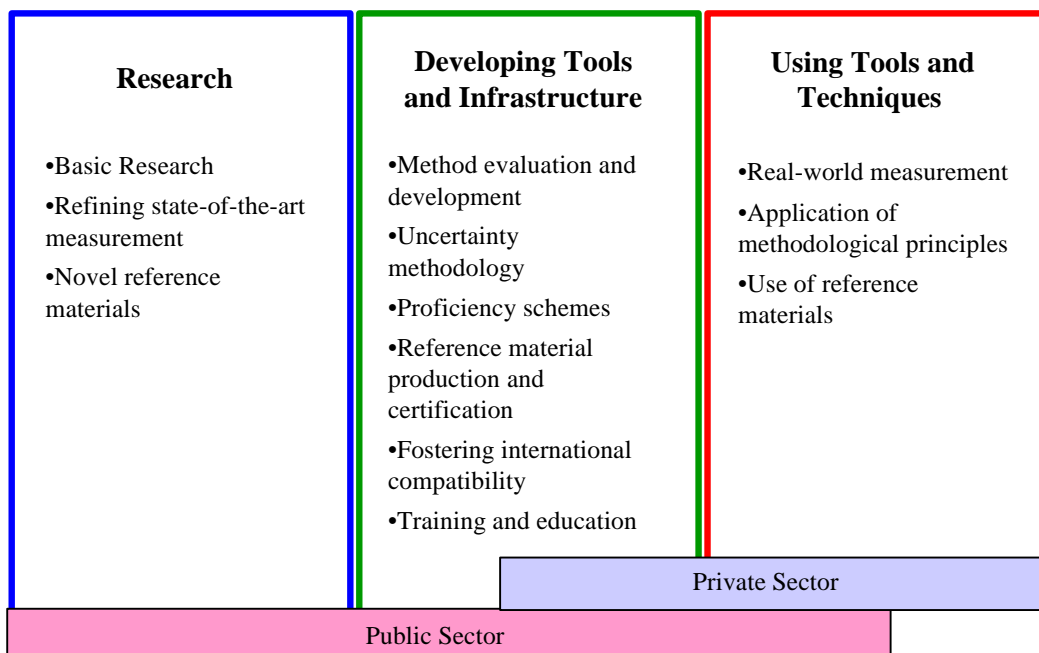 Research
•Basic Research
•Refining state-of-the-art
measurement
•Novel reference
materials
Developing Tools
and Infrastructure
•Method evaluation and
development
•Uncertainty
methodology
•Proficiency schemes
•Reference material
production and
certification
•Fostering international
compatibility
•Training and education
Using Tools and
Techniques
•Real-world measurement
•Application of
methodological principles
•Use of reference
materials
Private Sector
Public Sector